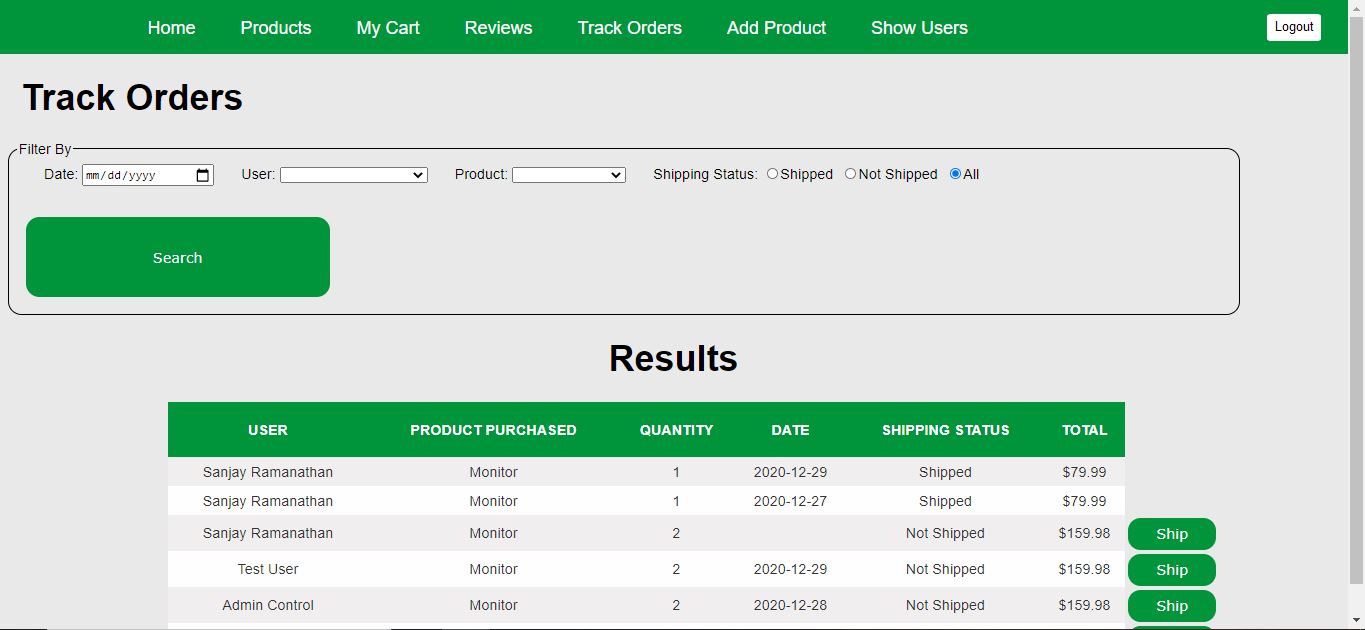 Home Products My Cart Reviews Track Orders Add Product Show Users Logout
Track Orders
Filter By
Date: mm/dd/yyyy User: Product: Shipping Status: Shipped Not Shipped All
Search
Results
USER PRODUCT PURCHASED QUANTITY DATE SHIPPING STATUS TOTAL
Sanjay Ramanathan Monitor 1 2020-12-29 Shipped $79.99
Sanjay Ramanathan Monitor 1 2020-12-27 Shipped $79.99
Sanjay Ramanathan Monitor 2 Not Shipped $159.98 Ship
Test User Monitor 2 2020-12-29 Not Shipped $159.98 Ship
Admin Control Monitor 2 2020-12-28 Not Shipped $159.98 Ship